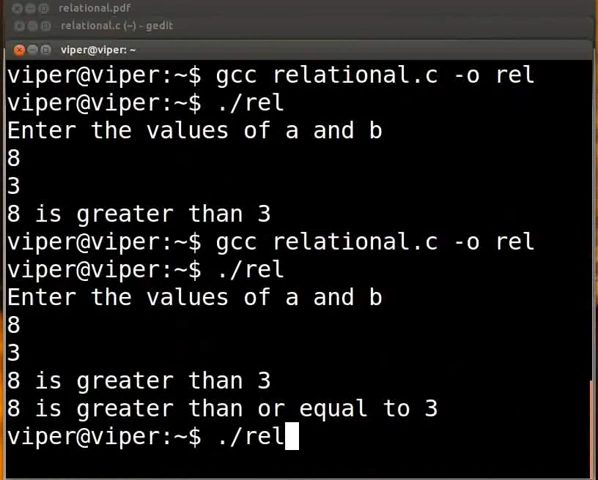 relational.pdf
relational.c (~) - gedit
viper@viper: ~
viper@viper:~$ gcc relational.c -o rel
viper@viper:~$ ./rel
Enter the values of a and b
8
3
8 is greater than 3
viper@viper:~$ gcc relational.c -o rel
viper@viper:~$ ./rel
Enter the values of a and b
8
3
8 is greater than 3
8 is greater than or equal to 3
viper@viper:~$ ./rel